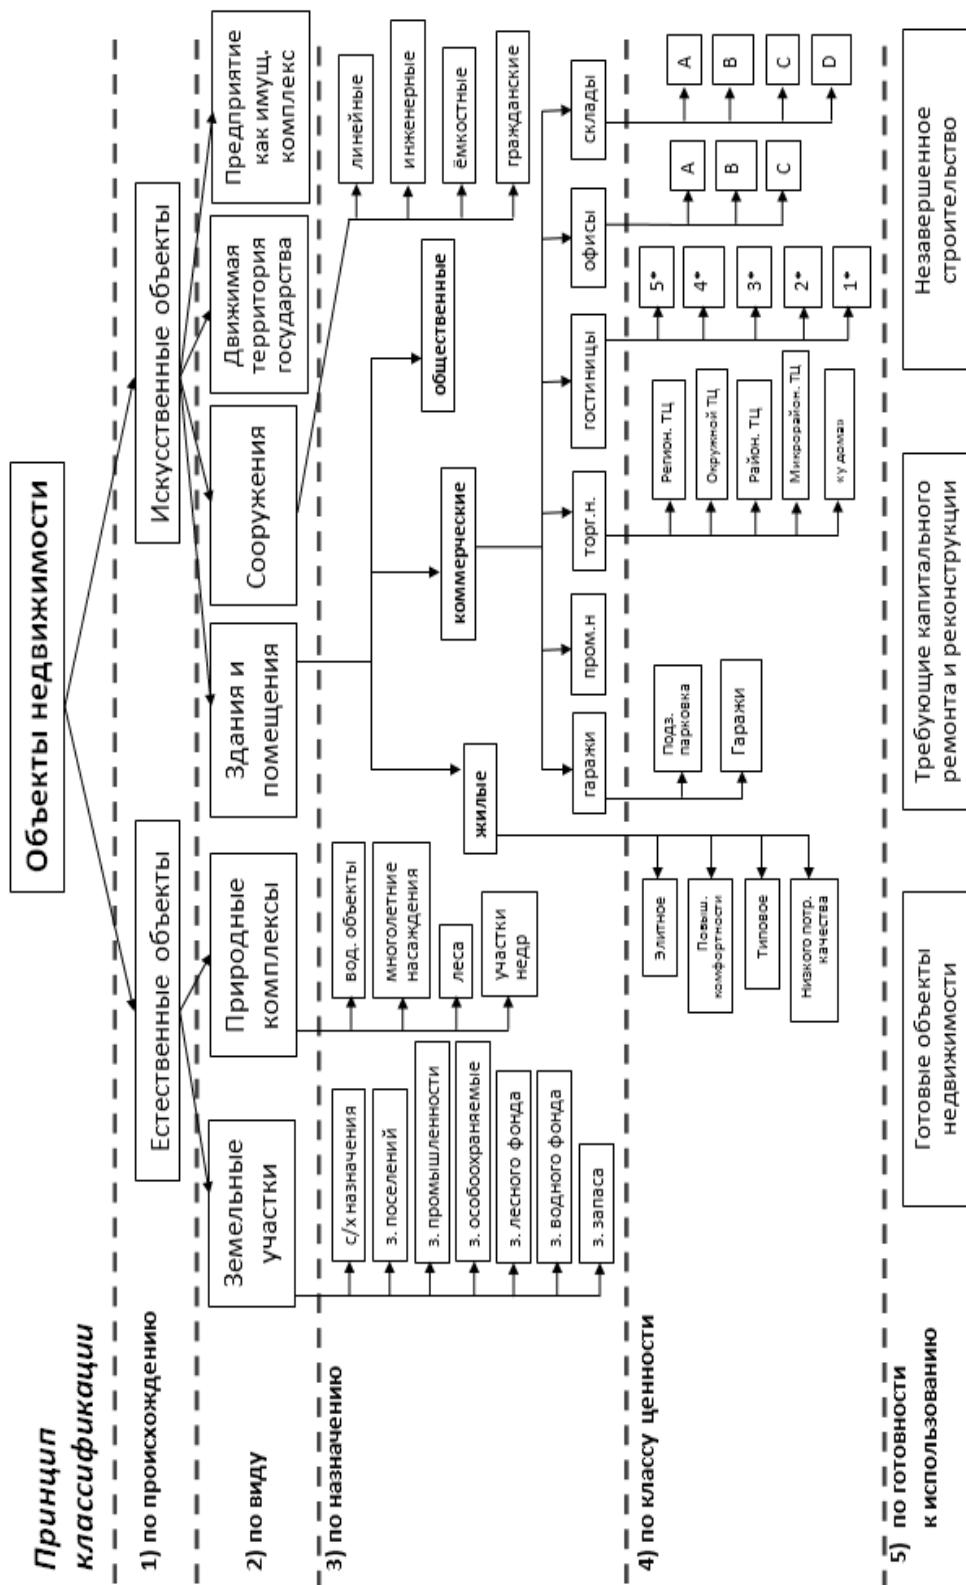 Принцип
классификации
Объекты недвижимости
1) по происхождению
Естественные объекты
Искусственные объекты
2) по виду
Земельные
участки
Природные
комплексы
Здания и
помещения
Сооружения
Движимая
территория
государства
Предприятие
как имущ.
комплекс
3) по назначению
с/х назначения
з. поселений
з. промышленности
з. особоохраняемые
з. лесного фонда
з. водного фонда
з. запаса
вод. объекты
многолетние
насаждения
леса
участки
недр
жилые
коммерческие
общественные
линейные
инженерные
ёмкостные
гражданские
гаражи
пром.н
торг.н.
гостиницы
офисы
склады
4) по классу ценности
Элитное
Повыш.
комфортности
Типовое
Низкого потр.
качества
Подз.
парковка
Гаражи
Регион. ТЦ
Окружной ТЦ
Район. ТЦ
Микрорайон. ТЦ
«у дома»
5*
4*
3*
2*
1*
A
B
C
A
B
C
D
5) по готовности
к использованию
Готовые объекты
недвижимости
Требующие капитального
ремонта и реконструкции
Незавершенное
строительство